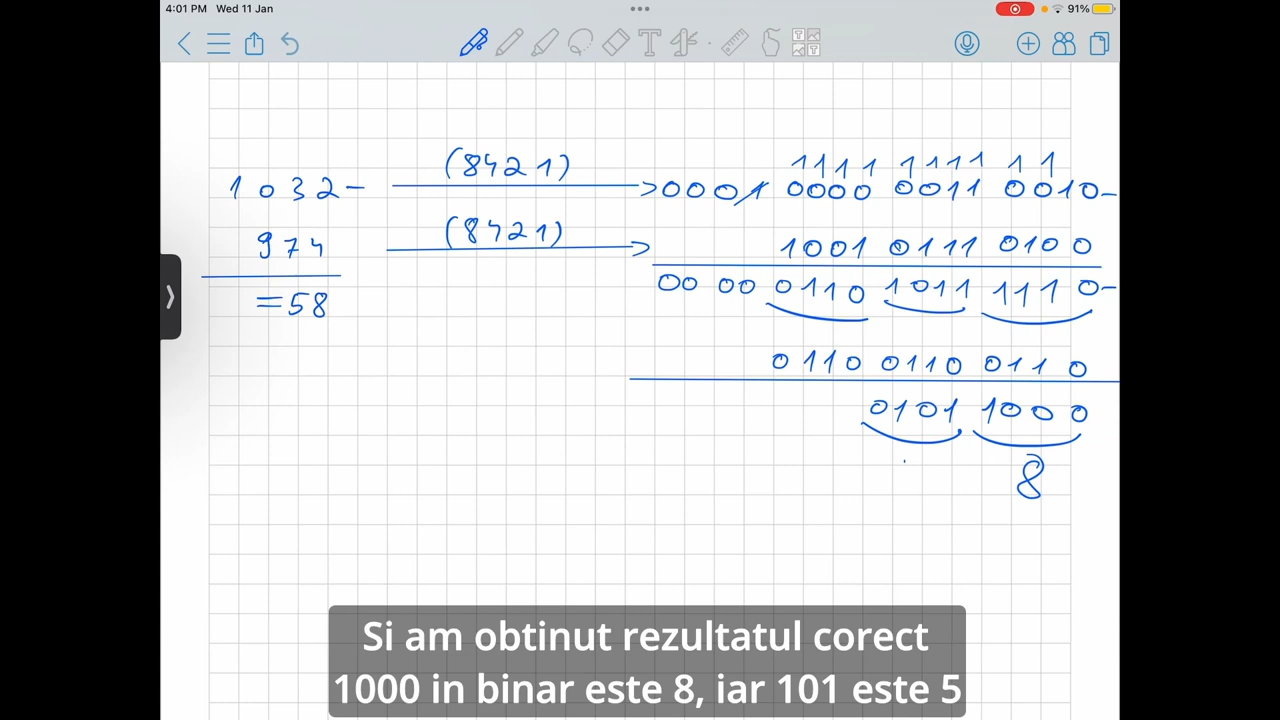 4:01 PM Wed 11 Jan 91%
1111 1111 11
1032- (8421) 0001 0000 0011 0010-
974 (8421) 1001 0111 0100
=58 0000 0110 1011 1110-
0110 0110 0110
0101 1000
8
Si am obtinut rezultatul corect
1000 in binar este 8, iar 101 este 5